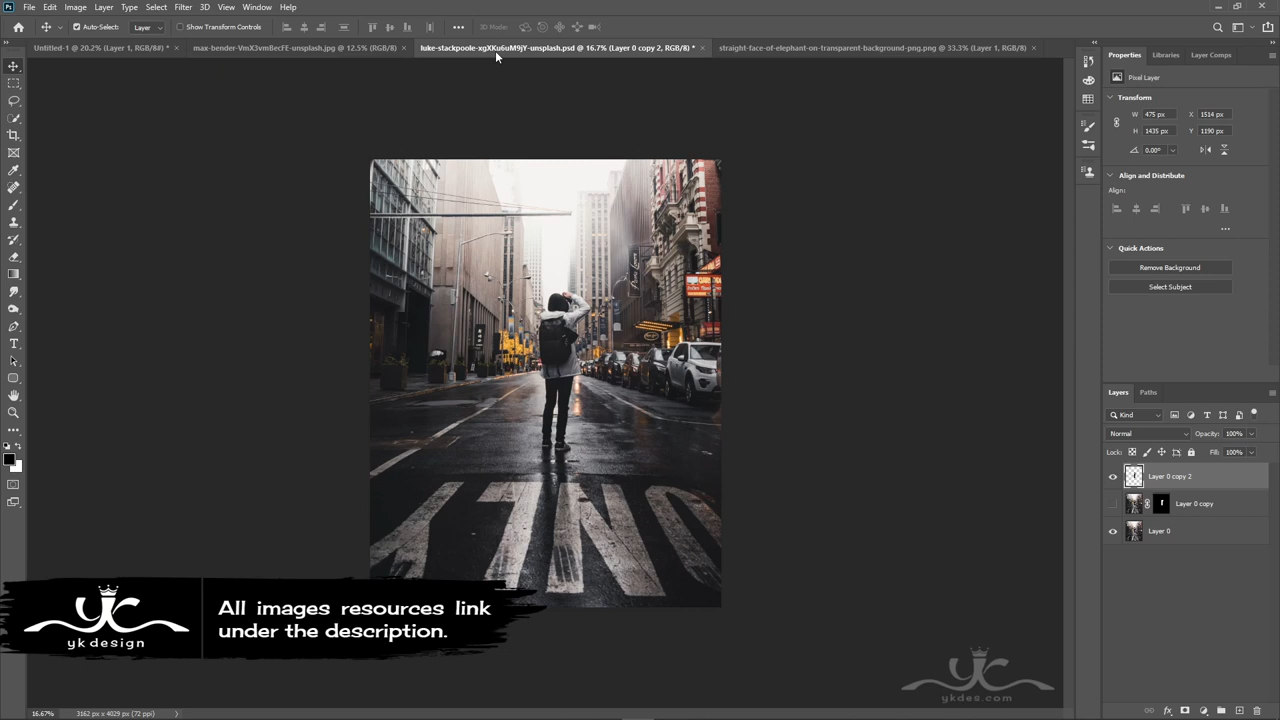 File Edit Image Layer Type Select Filter 3D View Window Help
Auto-Select: Layer Show Transform Controls 3D Mode:
Untitled-1 @ 20.2% (Layer 1, RGB/8#) * × max-bender-VmX3vmBecFE-unsplash.jpg @ 12.5% (RGB/8) × luke-stackpoole-xgXKu6uM9jY-unsplash.psd @ 16.7% (Layer 0 copy 2, RGB/8) * × straight-face-of-elephant-on-transparent-background-png.png @ 33.3% (Layer 1, RGB/8) ×
Properties Libraries Layer Comps
Pixel Layer
Transform
W 475 px X 1514 px
H 1435 px Y 1190 px
0.00°
Align and Distribute
Align:
Quick Actions
Remove Background
Select Subject
Layers Paths
Kind
Normal Opacity: 100%
Lock: Fill: 100%
Layer 0 copy 2
Layer 0 copy
Layer 0
ONLY
yk design
All images resources link
under the description.
ykdes.com
16.67% 3162 px x 4029 px (72 ppi)